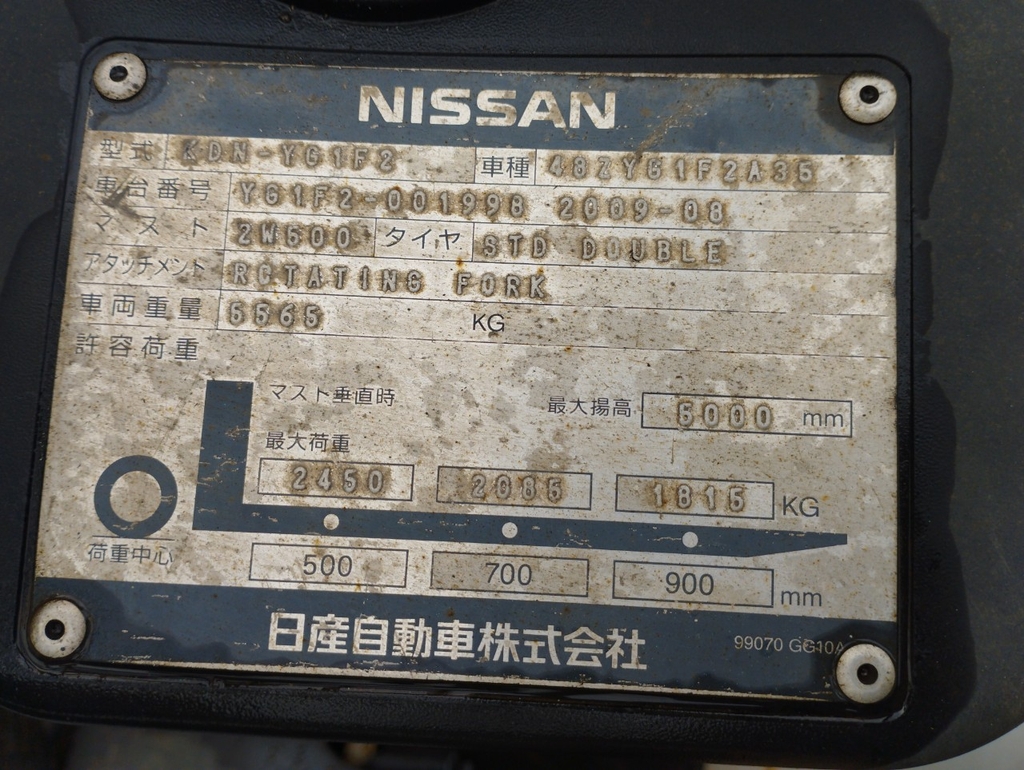 NISSAN
型式 KDN-YG1F2 車種 48ZYG1F2A35
車台番号 YG1F2-001998 2009-08
マスト 2W500 タイヤ STD DOUBLE
アタッチメント ROTATING FORK
車両重量 5565 KG
許容荷重
マスト垂直時 最大揚高 5000 mm
最大荷重
2450 2085 1815 KG
荷重中心 500 700 900 mm
日産自動車株式会社 99070 GG10A